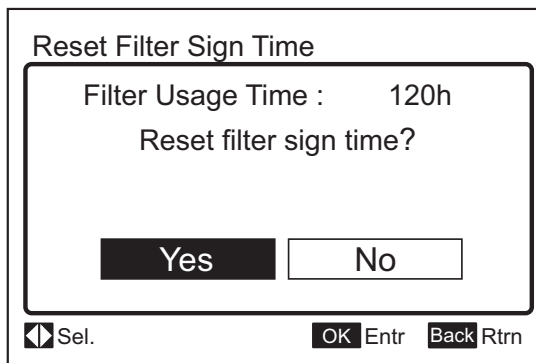 Reset Filter Sign Time
Filter Usage Time : 120h
Reset filter sign time?
Yes No
Sel. OK Entr Back Rtrn